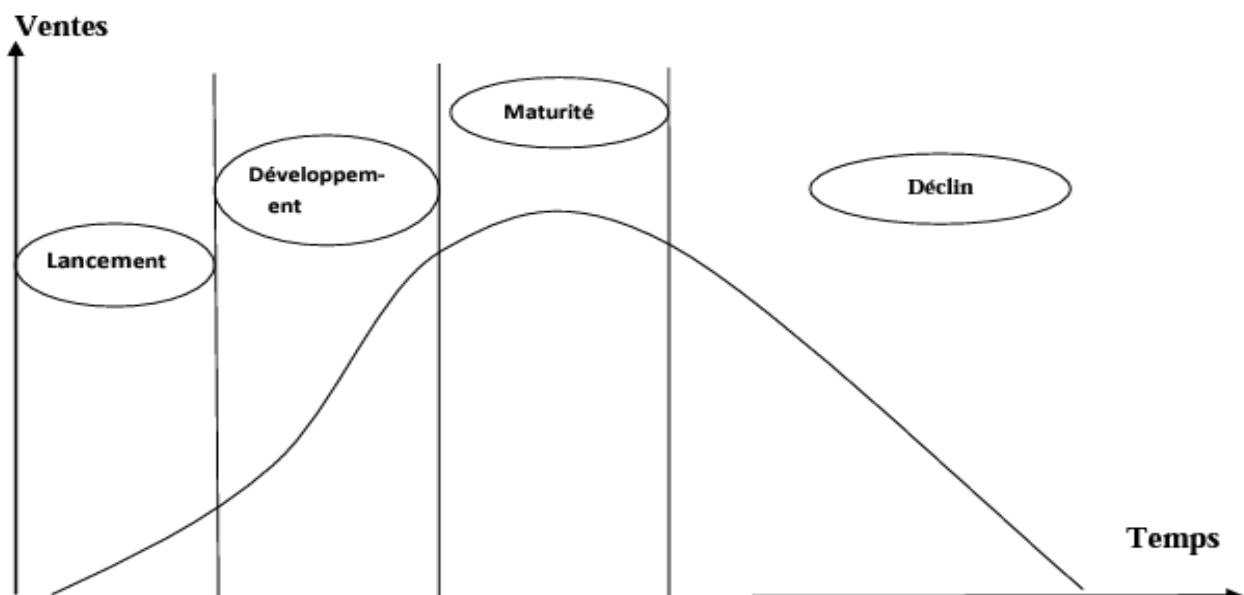 Ventes
Maturité
Développem-
ent
Déclin
Lancement
Temps